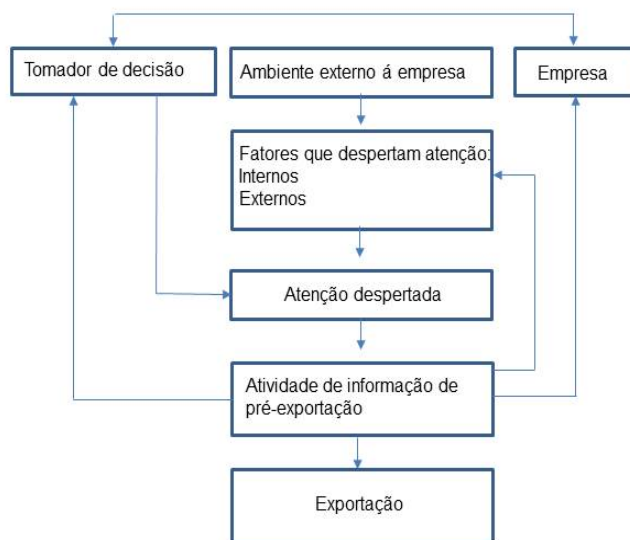 Tomador de decisão
Ambiente externo á empresa
Empresa
Fatores que despertam atenção:
Internos
Externos
Atenção despertada
Atividade de informação de
pré-exportação
Exportação